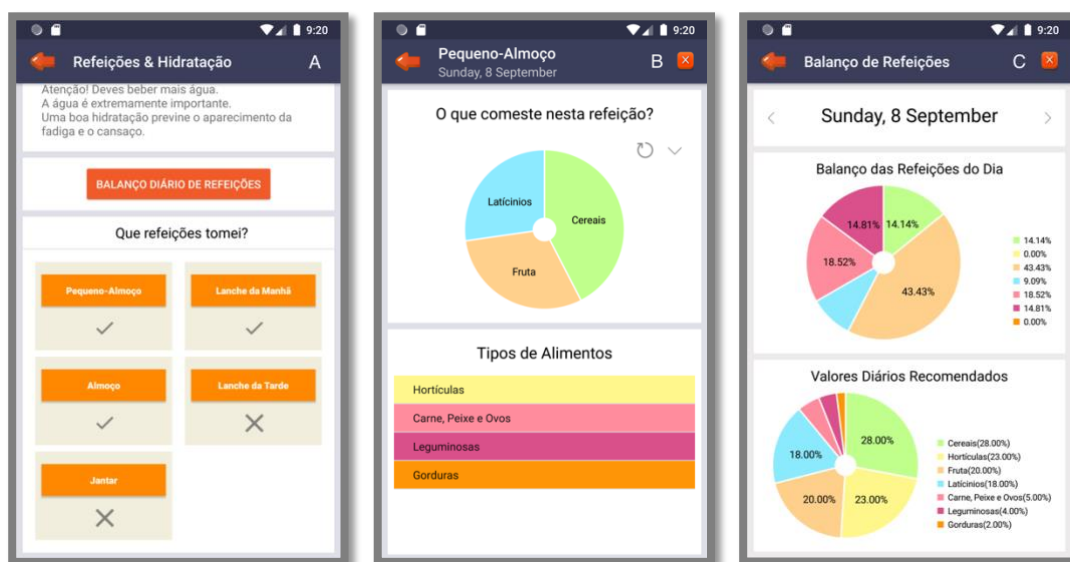 9:20
Refeições & Hidratação A
Atenção! Deves beber mais água.
A água é extremamente importante.
Uma boa hidratação previne o aparecimento da
fadiga e o cansaço.
BALANÇO DIÁRIO DE REFEIÇÕES
Que refeições tomei?
Pequeno-Almoço
Lanche da Manhã
Almoço
Lanche da Tarde
Jantar
9:20
Pequeno-Almoço B
Sunday, 8 September
O que comeste nesta refeição?
Latícinios
Cereais
Fruta
Tipos de Alimentos
Hortículas
Carne, Peixe e Ovos
Leguminosas
Gorduras
9:20
Balanço de Refeições C
Sunday, 8 September
Balanço das Refeições do Dia
14.81%
14.14%
18.52%
43.43%
14.14%
0.00%
43.43%
9.09%
18.52%
14.81%
0.00%
Valores Diários Recomendados
28.00%
18.00%
20.00%
23.00%
Cereais(28.00%)
Hortículas(23.00%)
Fruta(20.00%)
Latícinios(18.00%)
Carne, Peixe e Ovos(5.00%)
Leguminosas(4.00%)
Gorduras(2.00%)